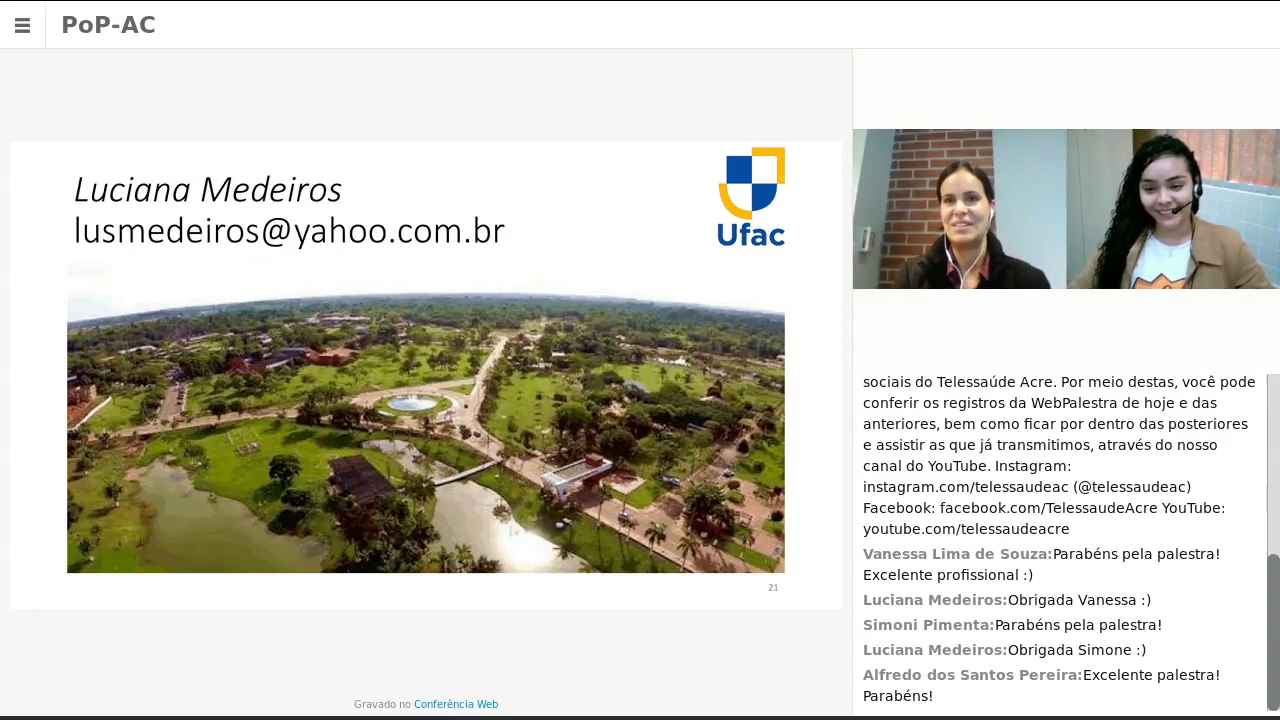 PoP-AC
Luciana Medeiros
lusmedeiros@yahoo.com.br
Ufac
21
Gravado no Conferência Web
sociais do Telessaúde Acre. Por meio destas, você pode
conferir os registros da WebPalestra de hoje e das
anteriores, bem como ficar por dentro das posteriores
e assistir as que já transmitimos, através do nosso
canal do YouTube. Instagram:
instagram.com/telessaudeac (@telessaudeac)
Facebook: facebook.com/TelessaudeAcre YouTube:
youtube.com/telessaudeacre
Vanessa Lima de Souza:Parabéns pela palestra!
Excelente profissional :)
Luciana Medeiros:Obrigada Vanessa :)
Simoni Pimenta:Parabéns pela palestra!
Luciana Medeiros:Obrigada Simone :)
Alfredo dos Santos Pereira:Excelente palestra!
Parabéns!